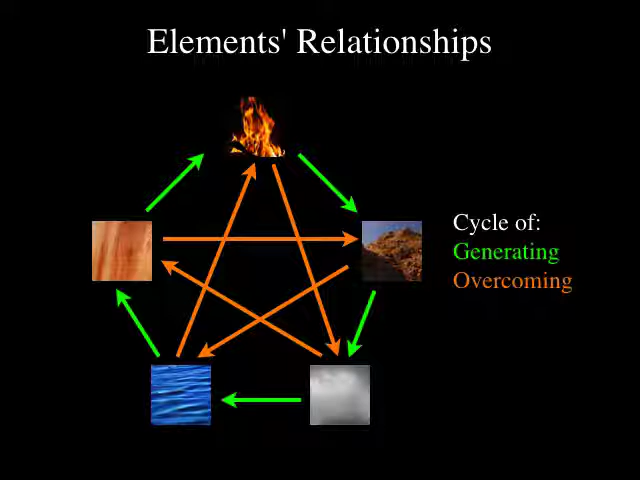 Elements' Relationships
Cycle of:
Generating
Overcoming